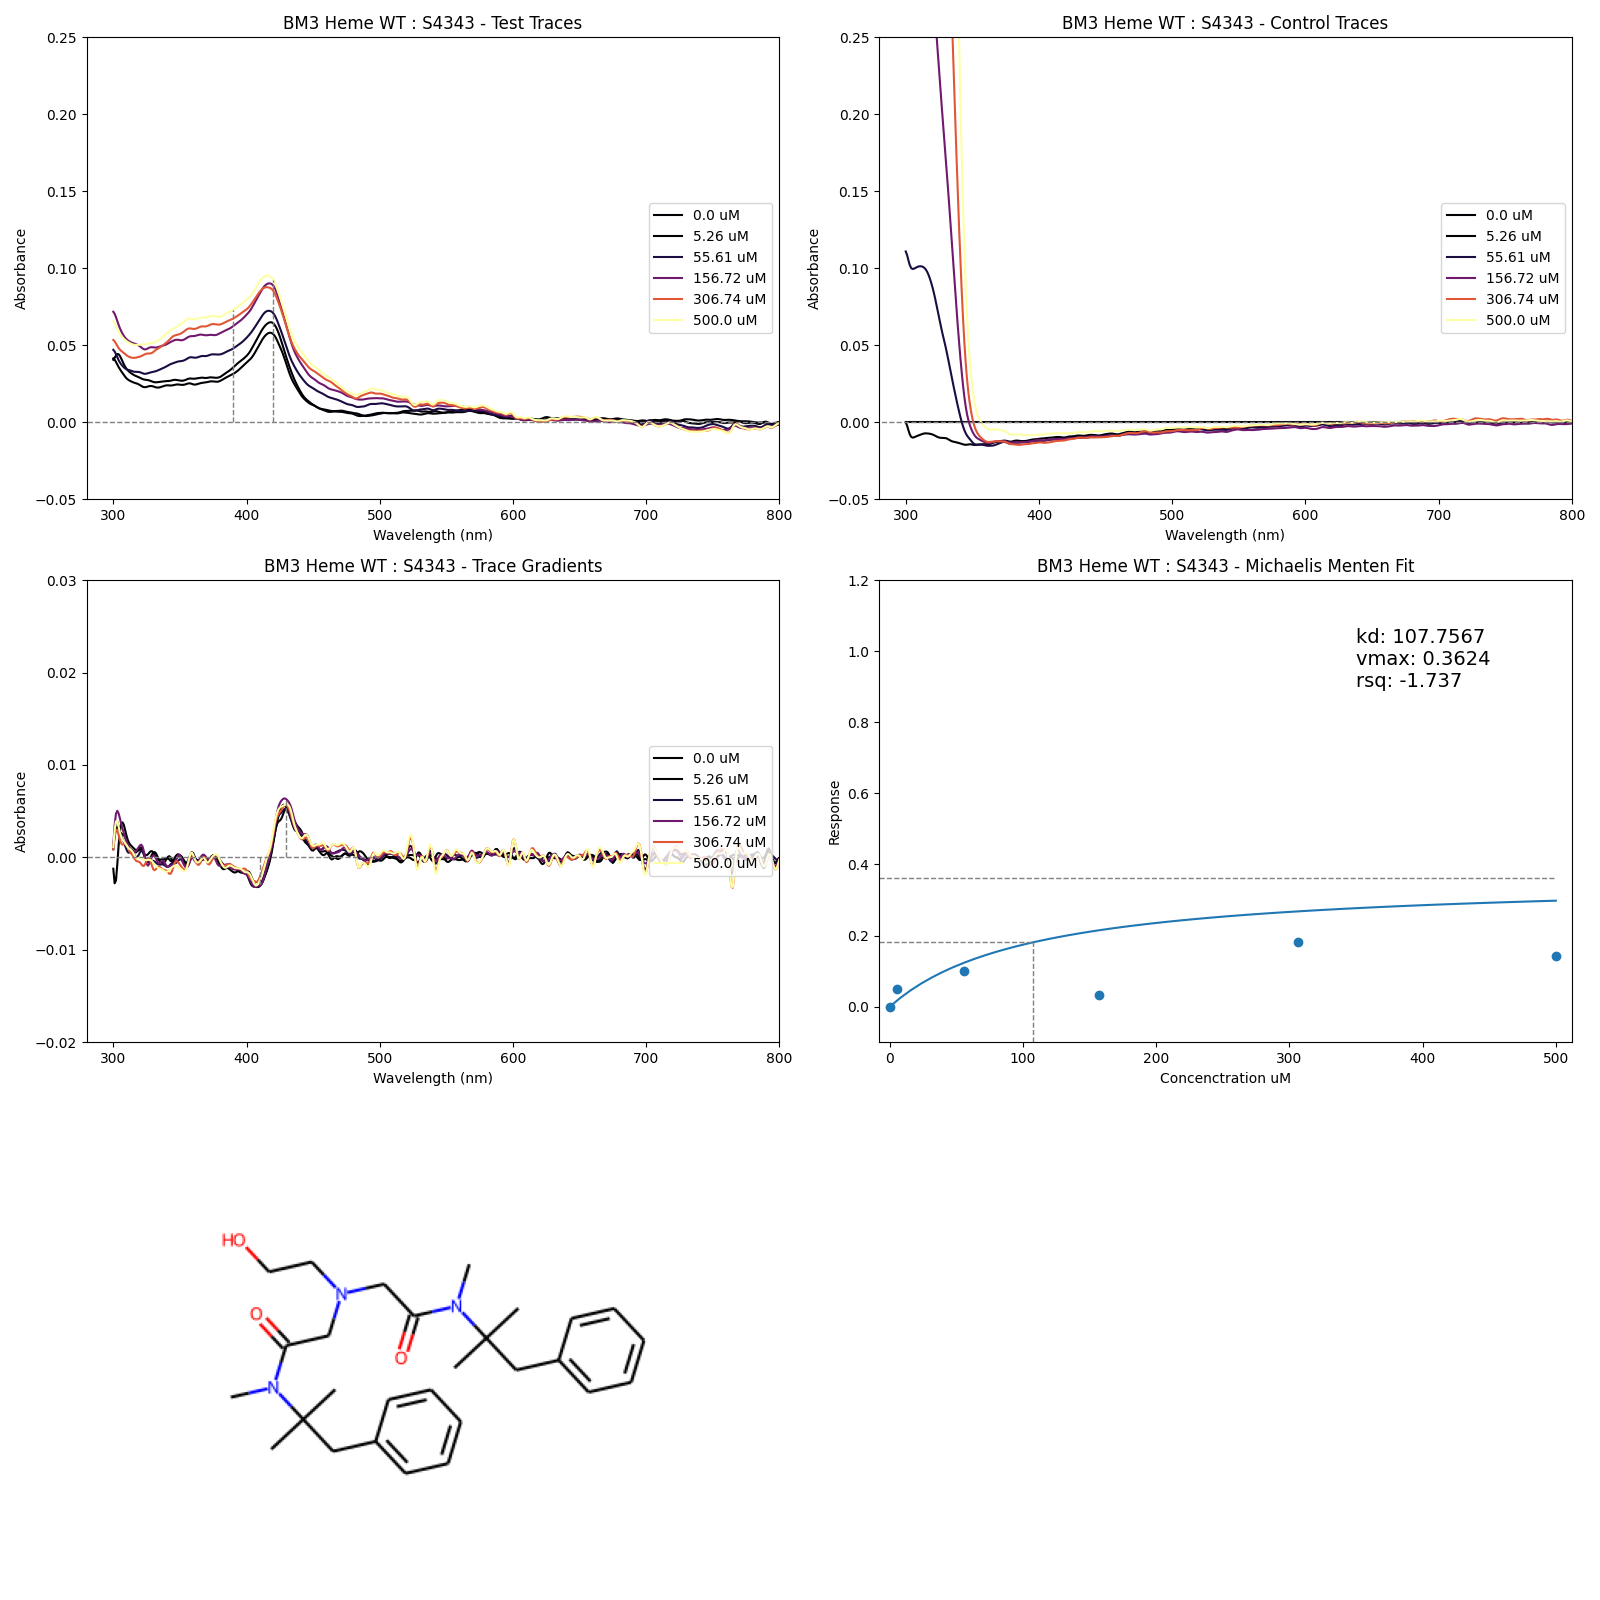 BM3 Heme WT : S4343 - Test Traces
Absorbance
0.25
0.20
0.15
0.10
0.05
0.00
−0.05
300 400 500 600 700 800
Wavelength (nm)
0.0 uM
5.26 uM
55.61 uM
156.72 uM
306.74 uM
500.0 uM
BM3 Heme WT : S4343 - Control Traces
Absorbance
0.25
0.20
0.15
0.10
0.05
0.00
−0.05
300 400 500 600 700 800
Wavelength (nm)
0.0 uM
5.26 uM
55.61 uM
156.72 uM
306.74 uM
500.0 uM
BM3 Heme WT : S4343 - Trace Gradients
Absorbance
0.03
0.02
0.01
0.00
−0.01
−0.02
300 400 500 600 700 800
Wavelength (nm)
0.0 uM
5.26 uM
55.61 uM
156.72 uM
306.74 uM
500.0 uM
BM3 Heme WT : S4343 - Michaelis Menten Fit
Response
1.2
1.0
0.8
0.6
0.4
0.2
0.0
0 100 200 300 400 500
Concenctration uM
kd: 107.7567
vmax: 0.3624
rsq: -1.737
HO
N
O
N
O
N